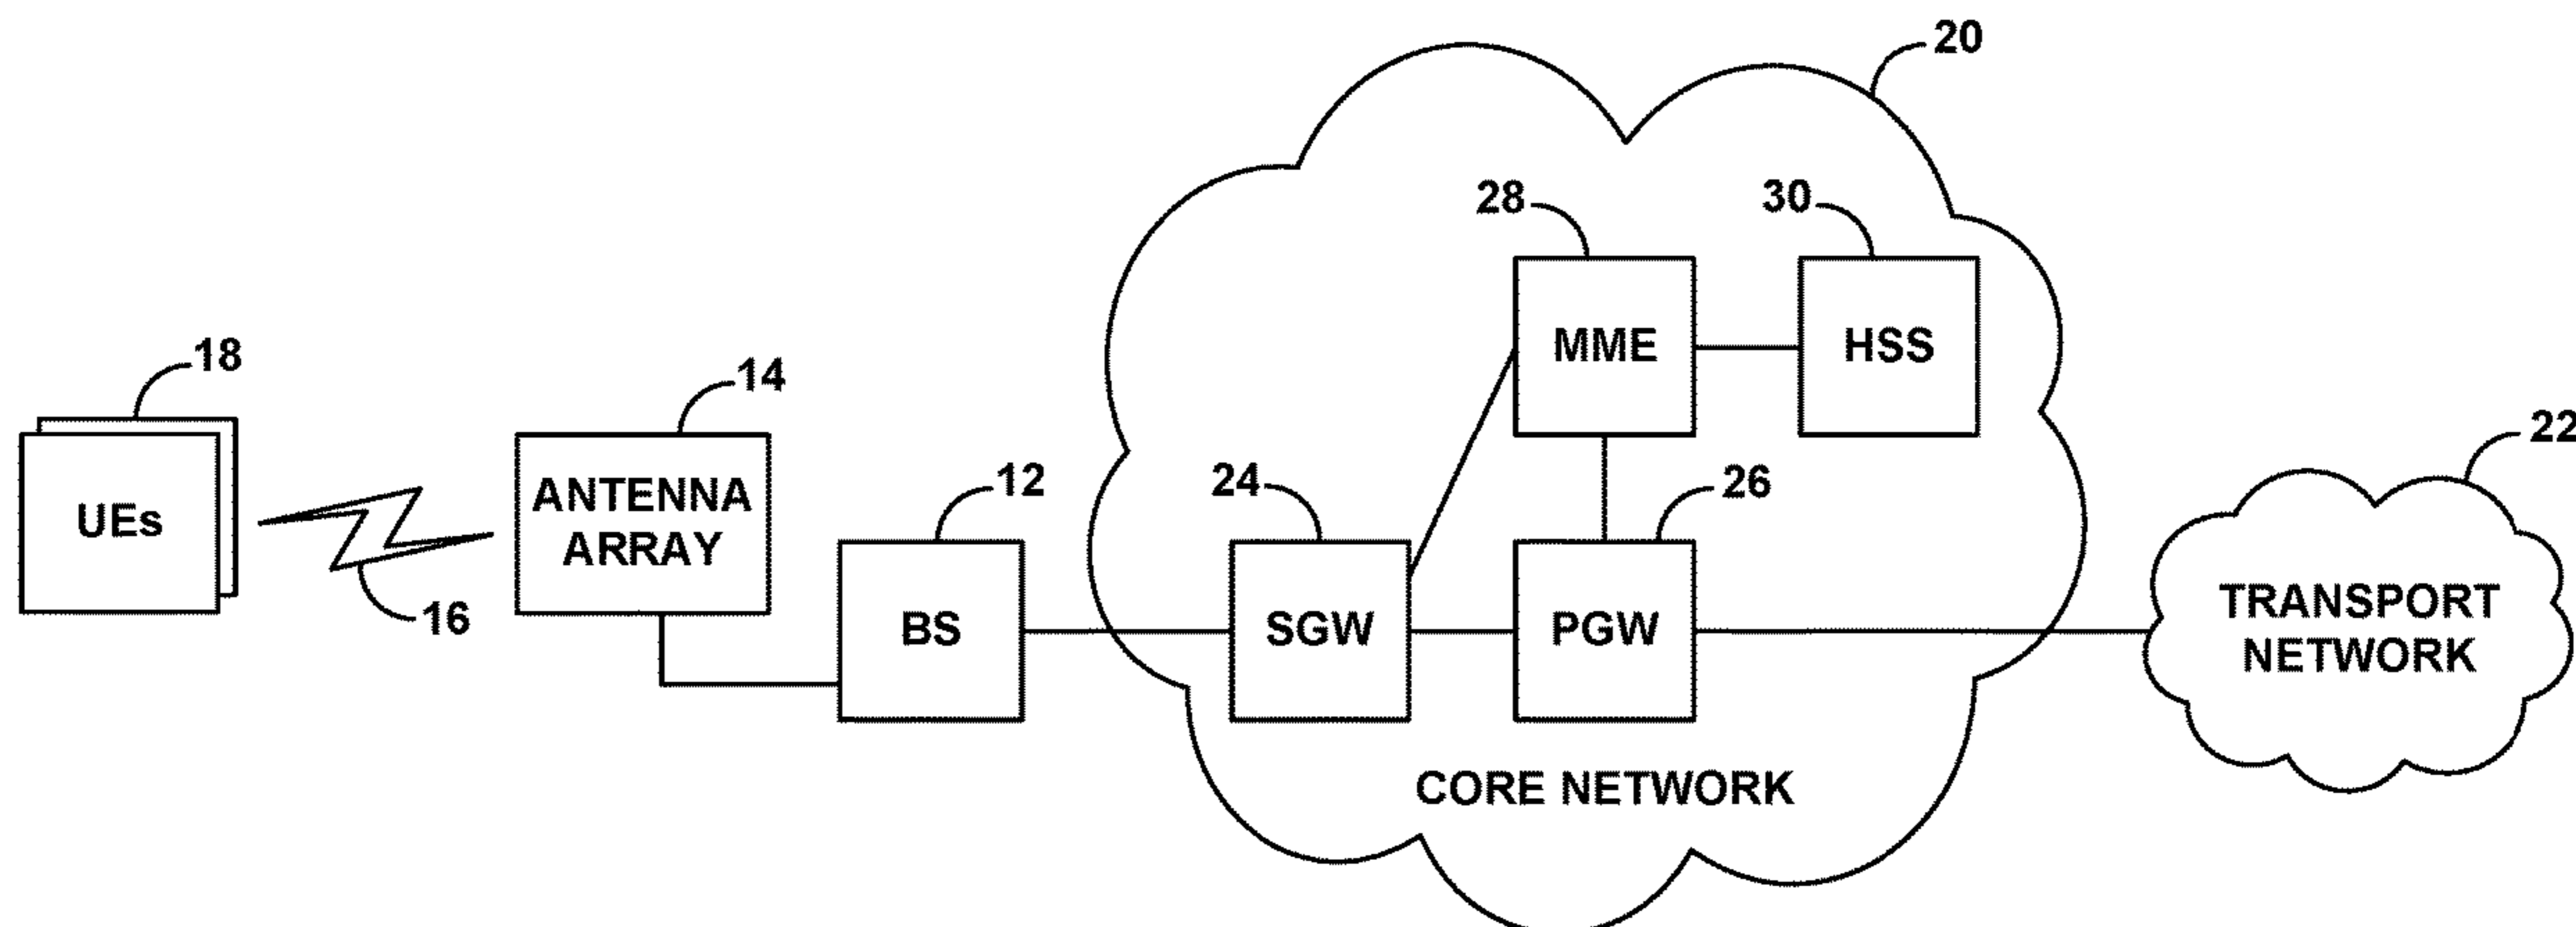 20
28
30
MME
HSS
18
14
22
UEs
ANTENNA
ARRAY
12
24
26
16
BS
SGW
PGW
TRANSPORT
NETWORK
CORE NETWORK